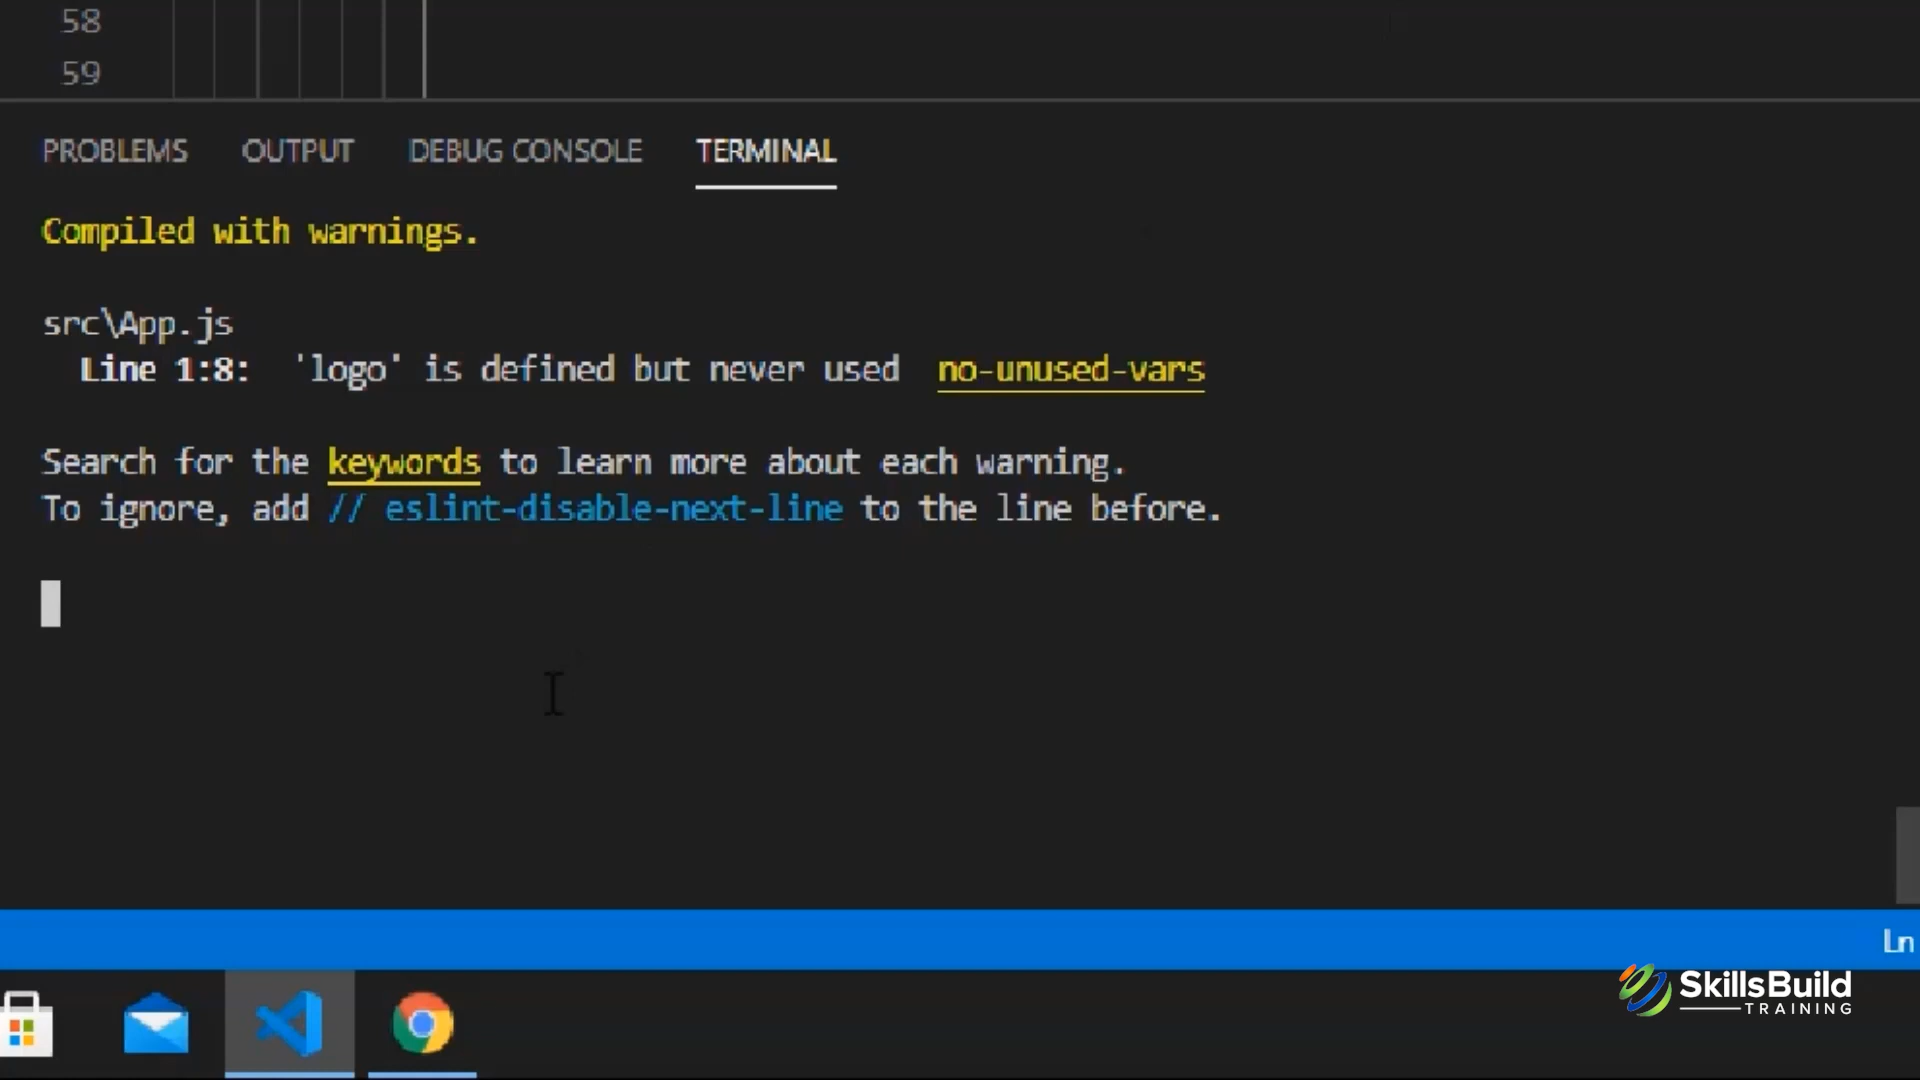 58
59
PROBLEMS OUTPUT DEBUG CONSOLE TERMINAL
Compiled with warnings.
src\App.js
Line 1:8: 'logo' is defined but never used no-unused-vars
Search for the keywords to learn more about each warning.
To ignore, add // eslint-disable-next-line to the line before.
Ln
SkillsBuild
TRAINING